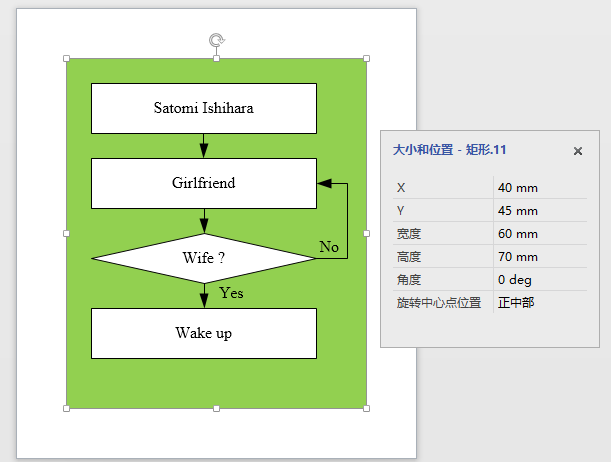 Satomi Ishihara
Girlfriend
Wife ?
No
Yes
Wake up
大小和位置 - 矩形.11
X 40 mm
Y 45 mm
宽度 60 mm
高度 70 mm
角度 0 deg
旋转中心点位置 正中部